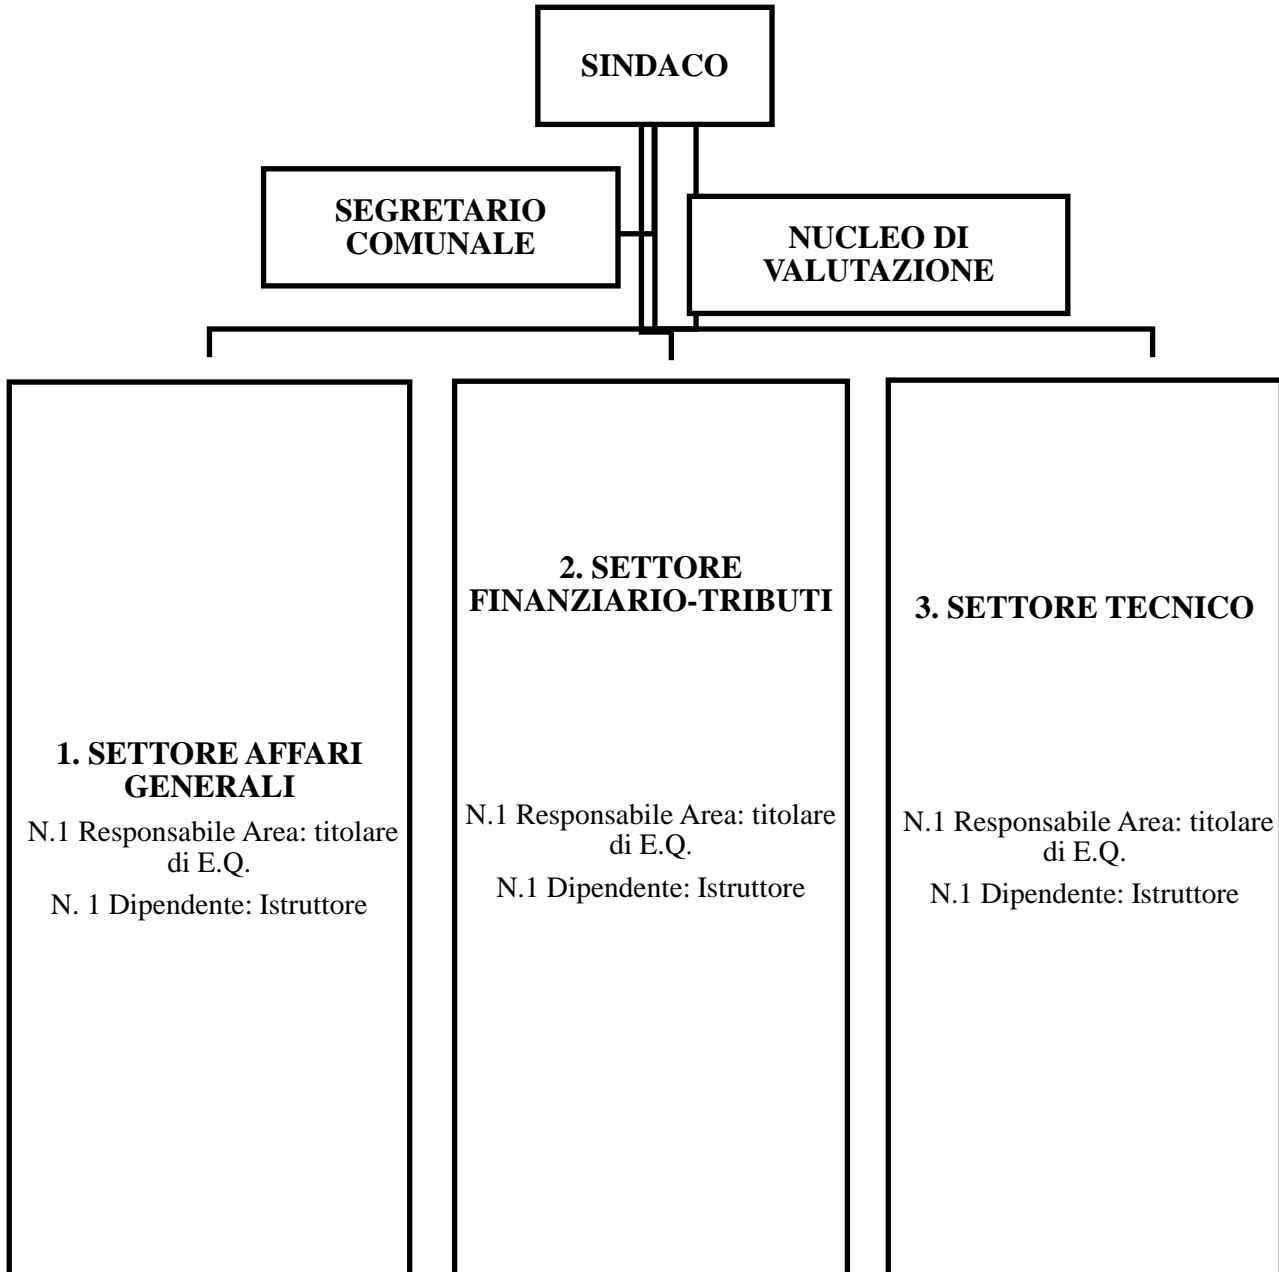 SINDACO
SEGRETARIO
COMUNALE
NUCLEO DI
VALUTAZIONE
1. SETTORE AFFARI
GENERALI
N.1 Responsabile Area: titolare
di E.Q.
N. 1 Dipendente: Istruttore
2. SETTORE
FINANZIARIO-TRIBUTI
N.1 Responsabile Area: titolare
di E.Q.
N.1 Dipendente: Istruttore
3. SETTORE TECNICO
N.1 Responsabile Area: titolare
di E.Q.
N.1 Dipendente: Istruttore